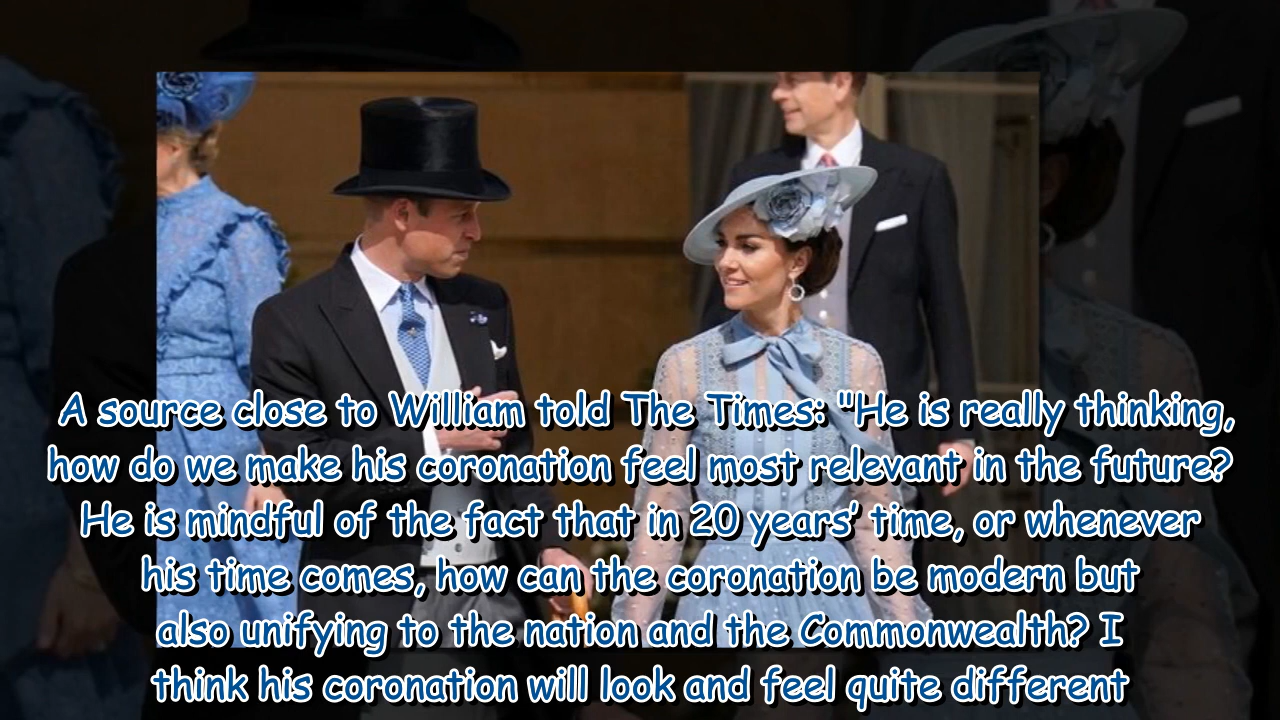 A source close to William told The Times: "He is really thinking,
how do we make his coronation feel most relevant in the future?
He is mindful of the fact that in 20 years’ time, or whenever
his time comes, how can the coronation be modern but
also unifying to the nation and the Commonwealth? I
think his coronation will look and feel quite different